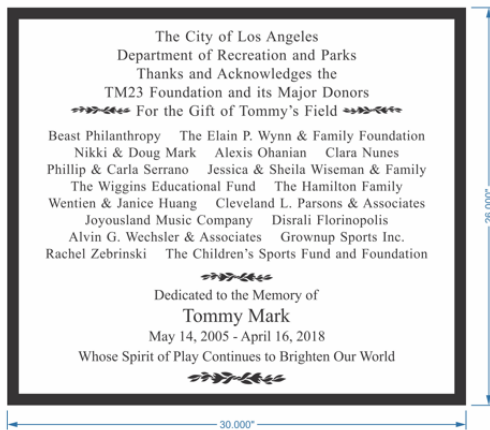 The City of Los Angeles
Department of Recreation and Parks
Thanks and Acknowledges the
TM23 Foundation and its Major Donors
For the Gift of Tommy's Field
Beast Philanthropy The Elain P. Wynn & Family Foundation
Nikki & Doug Mark Alexis Ohanian Clara Nunes
Phillip & Carla Serrano Jessica & Sheila Wiseman & Family
The Wiggins Educational Fund The Hamilton Family
Wentien & Janice Huang Cleveland L. Parsons & Associates
Joyousland Music Company Disrali Florinopolis
Alvin G. Wechsler & Associates Grownup Sports Inc.
Rachel Zebrinski The Children's Sports Fund and Foundation
Dedicated to the Memory of
Tommy Mark
May 14, 2005 - April 16, 2018
Whose Spirit of Play Continues to Brighten Our World
26.000"
30.000"